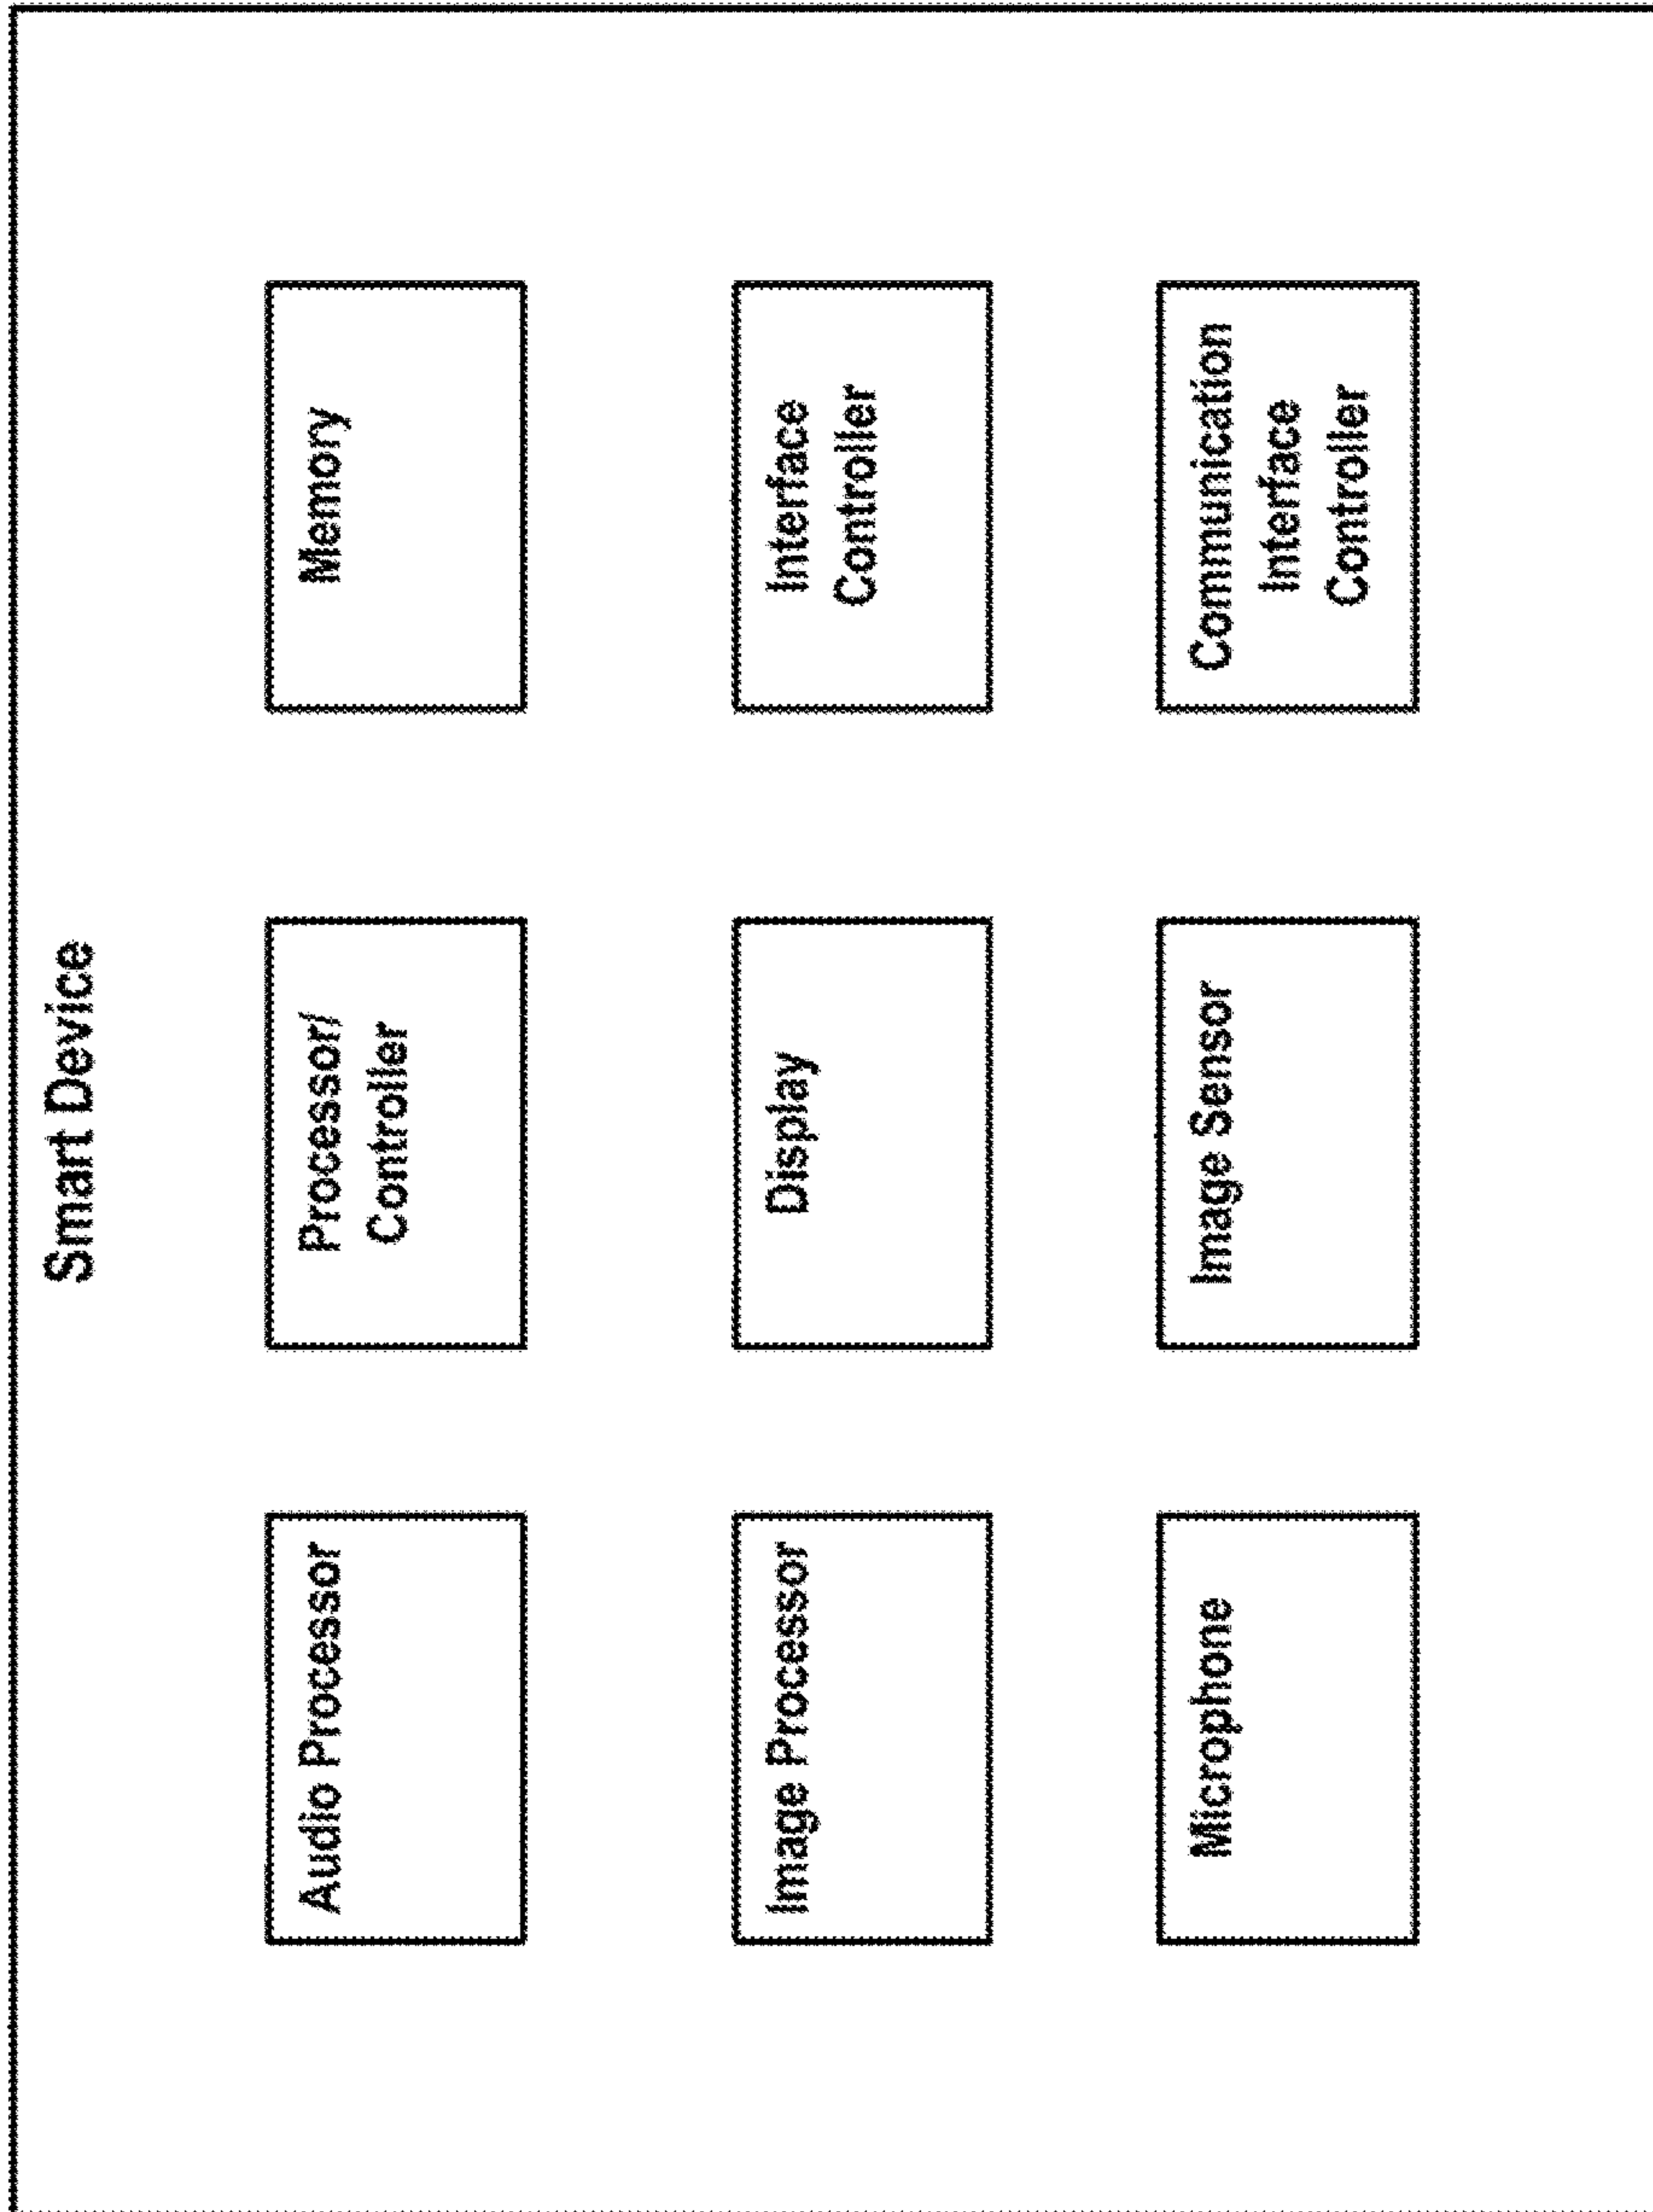 Smart Device
Audio Processor
Processor/
Controller
Memory
Image Processor
Display
Interface
Controller
Microphone
Image Sensor
Communication
Interface
Controller